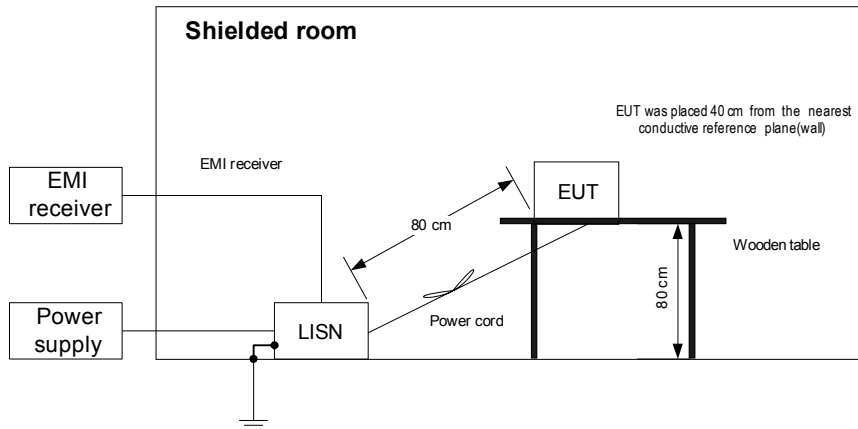 Shielded room
EUT was placed 40 cm from the nearest
conductive reference plane(wall)
EMI receiver
EMI
receiver
EUT
80 cm
Wooden table
80 cm
Power
supply
LISN
Power cord